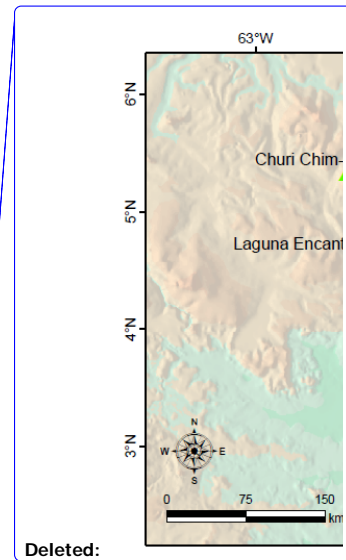 63°W
6°N
Churi Chim-
5°N
Laguna Encant
4°N
3°N
N
W E
S
0 75 150
km
Deleted: